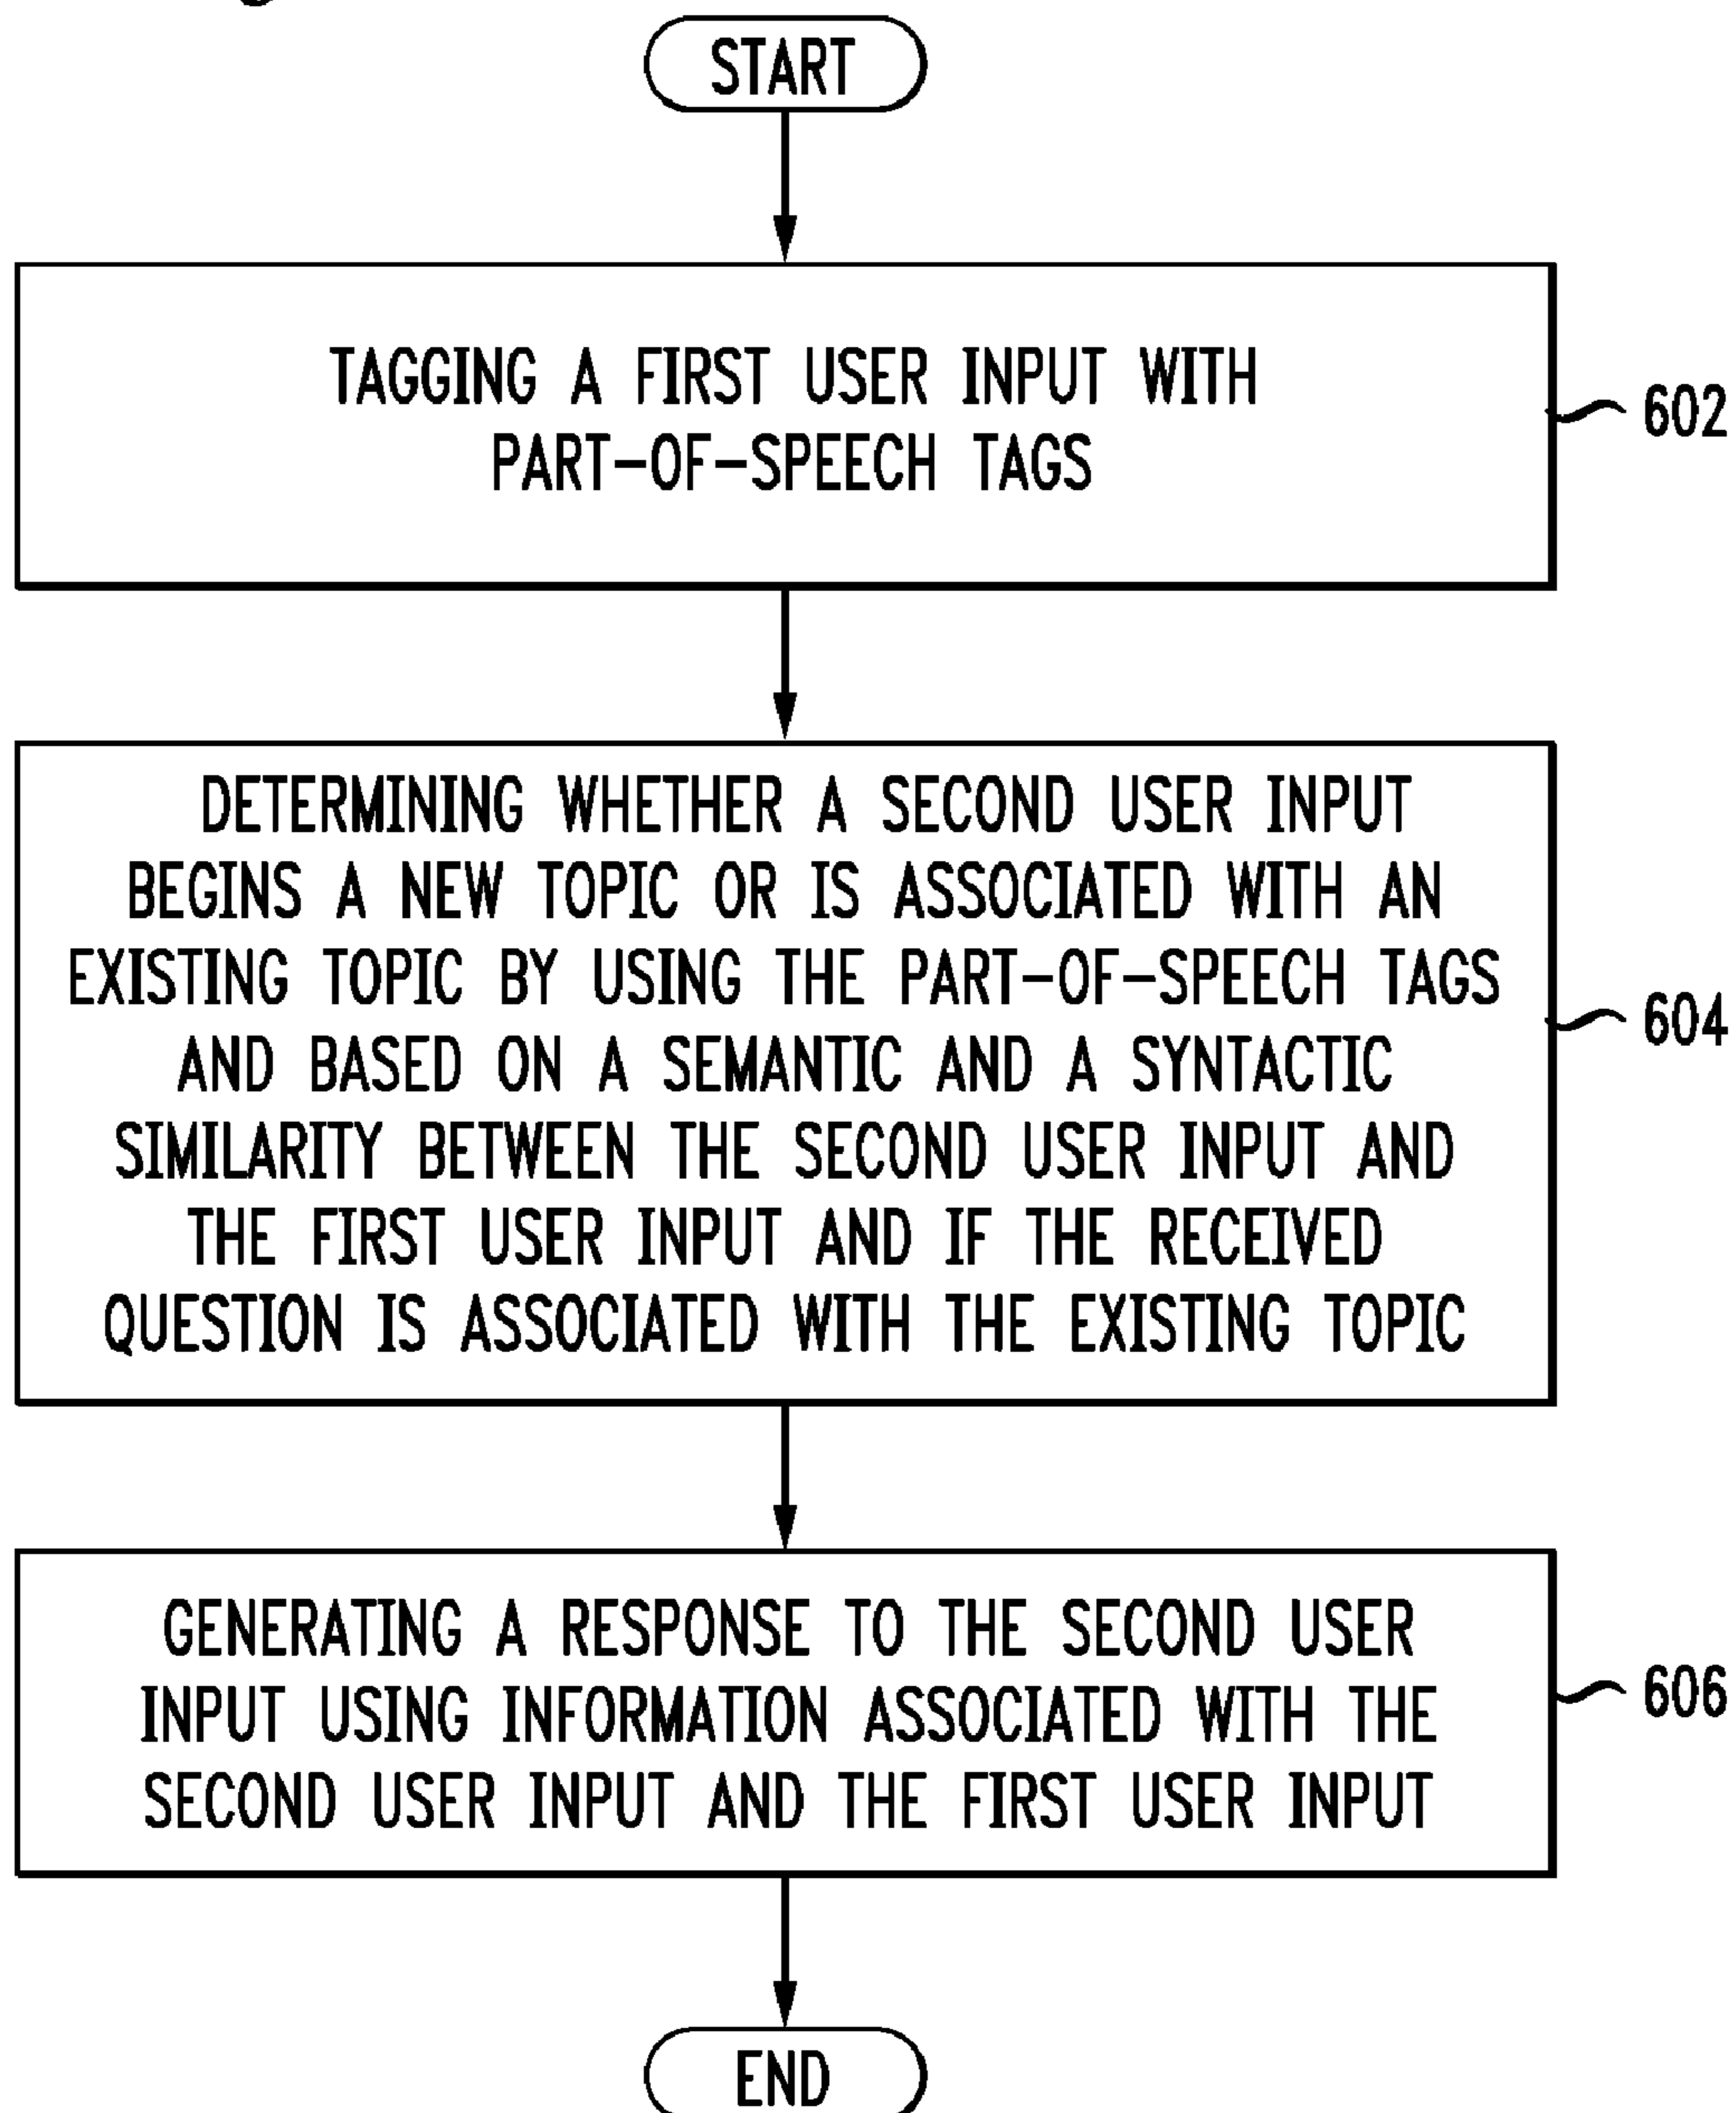 START
TAGGING A FIRST USER INPUT WITH
PART-OF-SPEECH TAGS
602
DETERMINING WHETHER A SECOND USER INPUT
BEGINS A NEW TOPIC OR IS ASSOCIATED WITH AN
EXISTING TOPIC BY USING THE PART-OF-SPEECH TAGS
AND BASED ON A SEMANTIC AND A SYNTACTIC
SIMILARITY BETWEEN THE SECOND USER INPUT AND
THE FIRST USER INPUT AND IF THE RECEIVED
QUESTION IS ASSOCIATED WITH THE EXISTING TOPIC
604
GENERATING A RESPONSE TO THE SECOND USER
INPUT USING INFORMATION ASSOCIATED WITH THE
SECOND USER INPUT AND THE FIRST USER INPUT
606
END